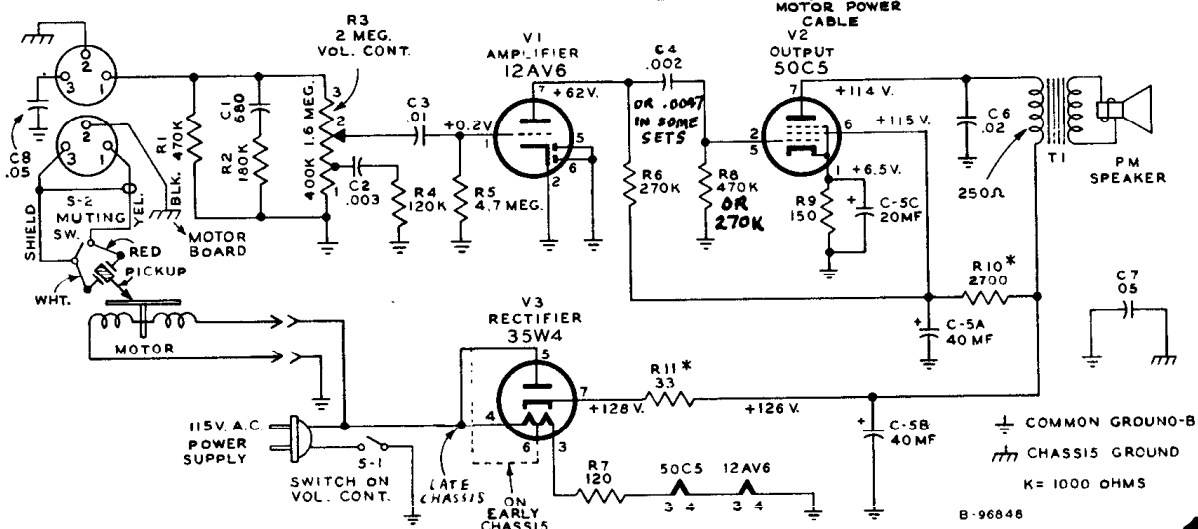 MOTOR POWER
CABLE
R3
2 MEG.
VOL. CONT.
V1
AMPLIFIER
12AV6
C4
.002
OR .0047
IN SOME
SETS
V2
OUTPUT
50C5
2
3
1
C8
.05
2
3
1
R1
470K
C1
680
R2
180K
3
2
1
400K 1.6 MEG.
C3
.01
+0.2V.
1
7
+62V.
5
6
2
C2
.003
R4
120K
R5
4.7 MEG.
R6
270K
R8
470K
OR
270K
7
+114 V.
2
5
6
+115 V.
1
+6.5V.
R9
150
C-5C
20MF
C6
.02
250Ω
T1
PM
SPEAKER
S-2
MUTING
SW.
SHIELD
YEL.
BLK.
MOTOR
BOARD
RED
PICKUP
WHT.
MOTOR
V3
RECTIFIER
35W4
5
7
4
6
3
+128 V.
R11*
33
+126 V.
R10*
2700
C-5A
40 MF
C7
05
C-5B
40 MF
115V. A.C.
POWER
SUPPLY
S-1
SWITCH ON
VOL. CONT.
LATE
CHASSIS
ON
EARLY
CHASSIS
R7
120
50C5
12AV6
3 4
3 4
COMMON GROUND-B
CHASSIS GROUND
K= 1000 OHMS
B-96848